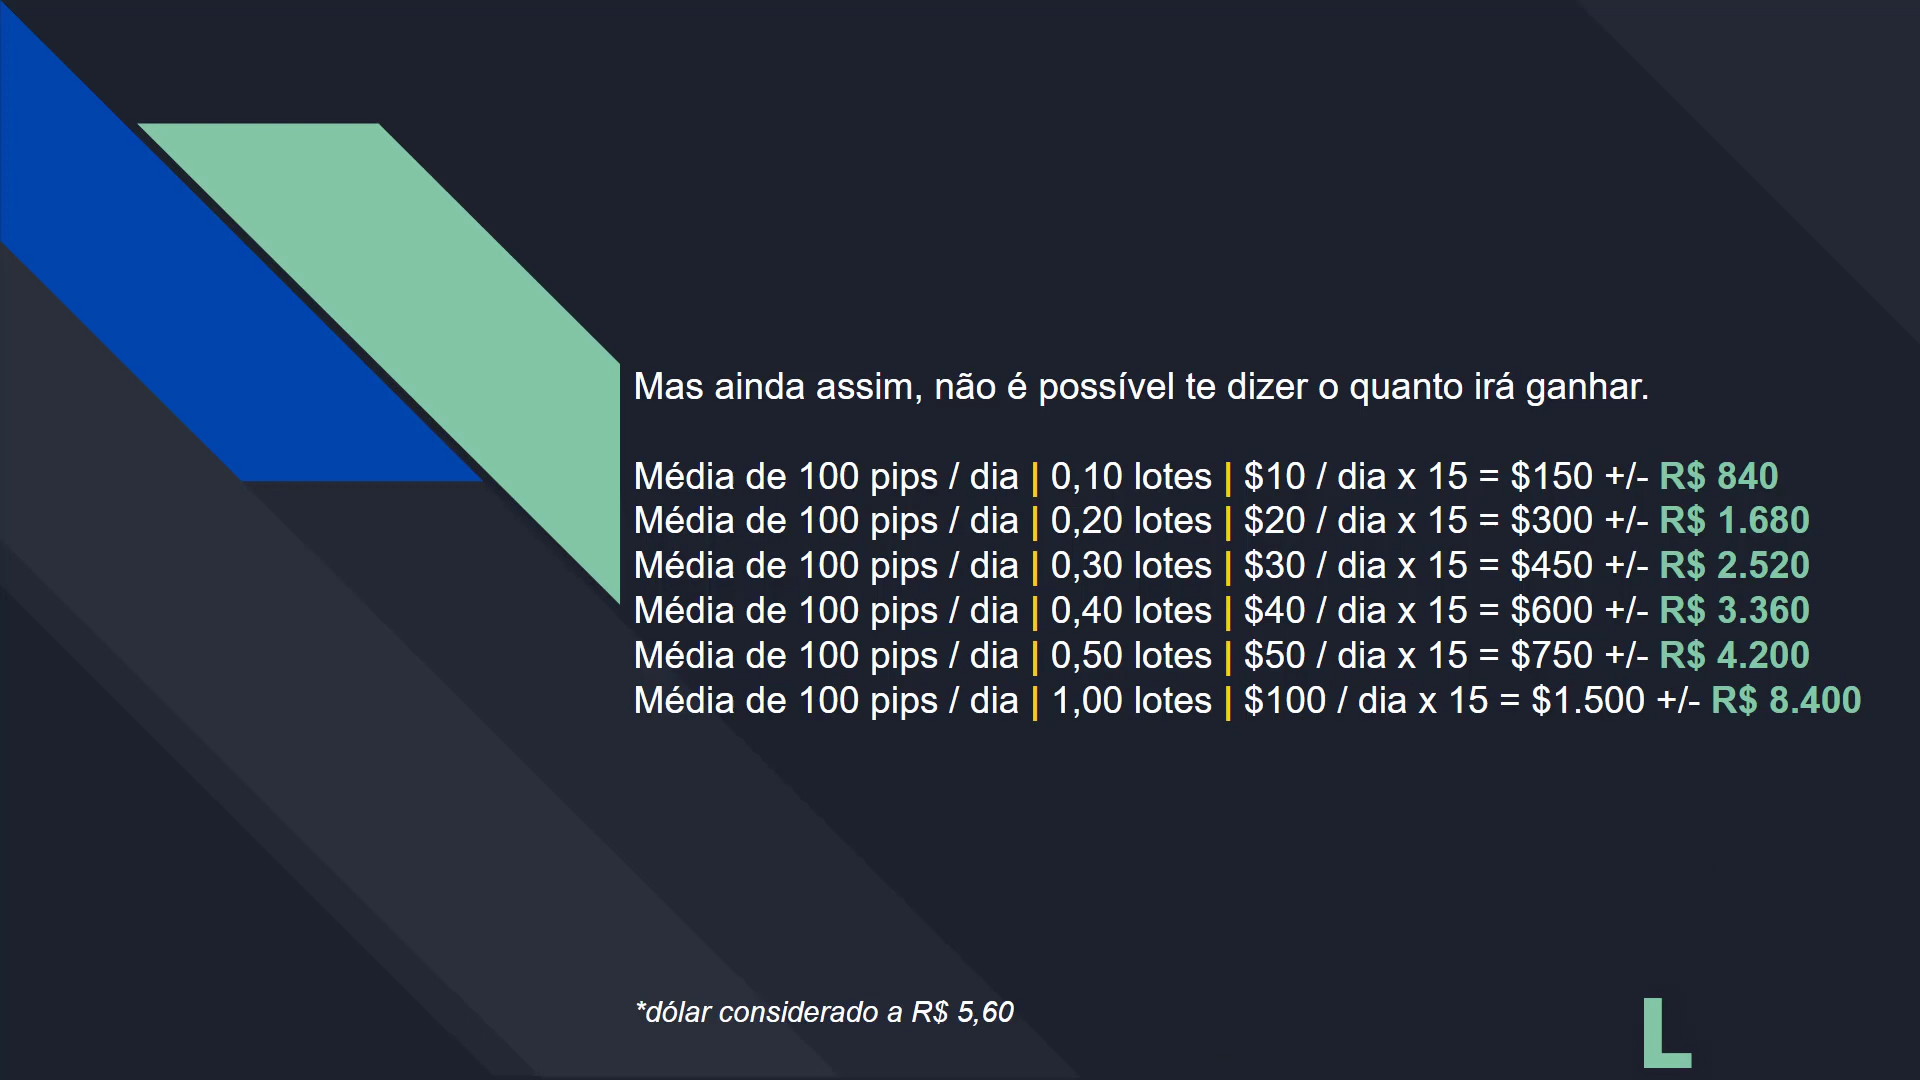 Mas ainda assim, não é possível te dizer o quanto irá ganhar.
Média de 100 pips / dia | 0,10 lotes | $10 / dia x 15 = $150 +/- R$ 840
Média de 100 pips / dia | 0,20 lotes | $20 / dia x 15 = $300 +/- R$ 1.680
Média de 100 pips / dia | 0,30 lotes | $30 / dia x 15 = $450 +/- R$ 2.520
Média de 100 pips / dia | 0,40 lotes | $40 / dia x 15 = $600 +/- R$ 3.360
Média de 100 pips / dia | 0,50 lotes | $50 / dia x 15 = $750 +/- R$ 4.200
Média de 100 pips / dia | 1,00 lotes | $100 / dia x 15 = $1.500 +/- R$ 8.400
*dólar considerado a R$ 5,60
L